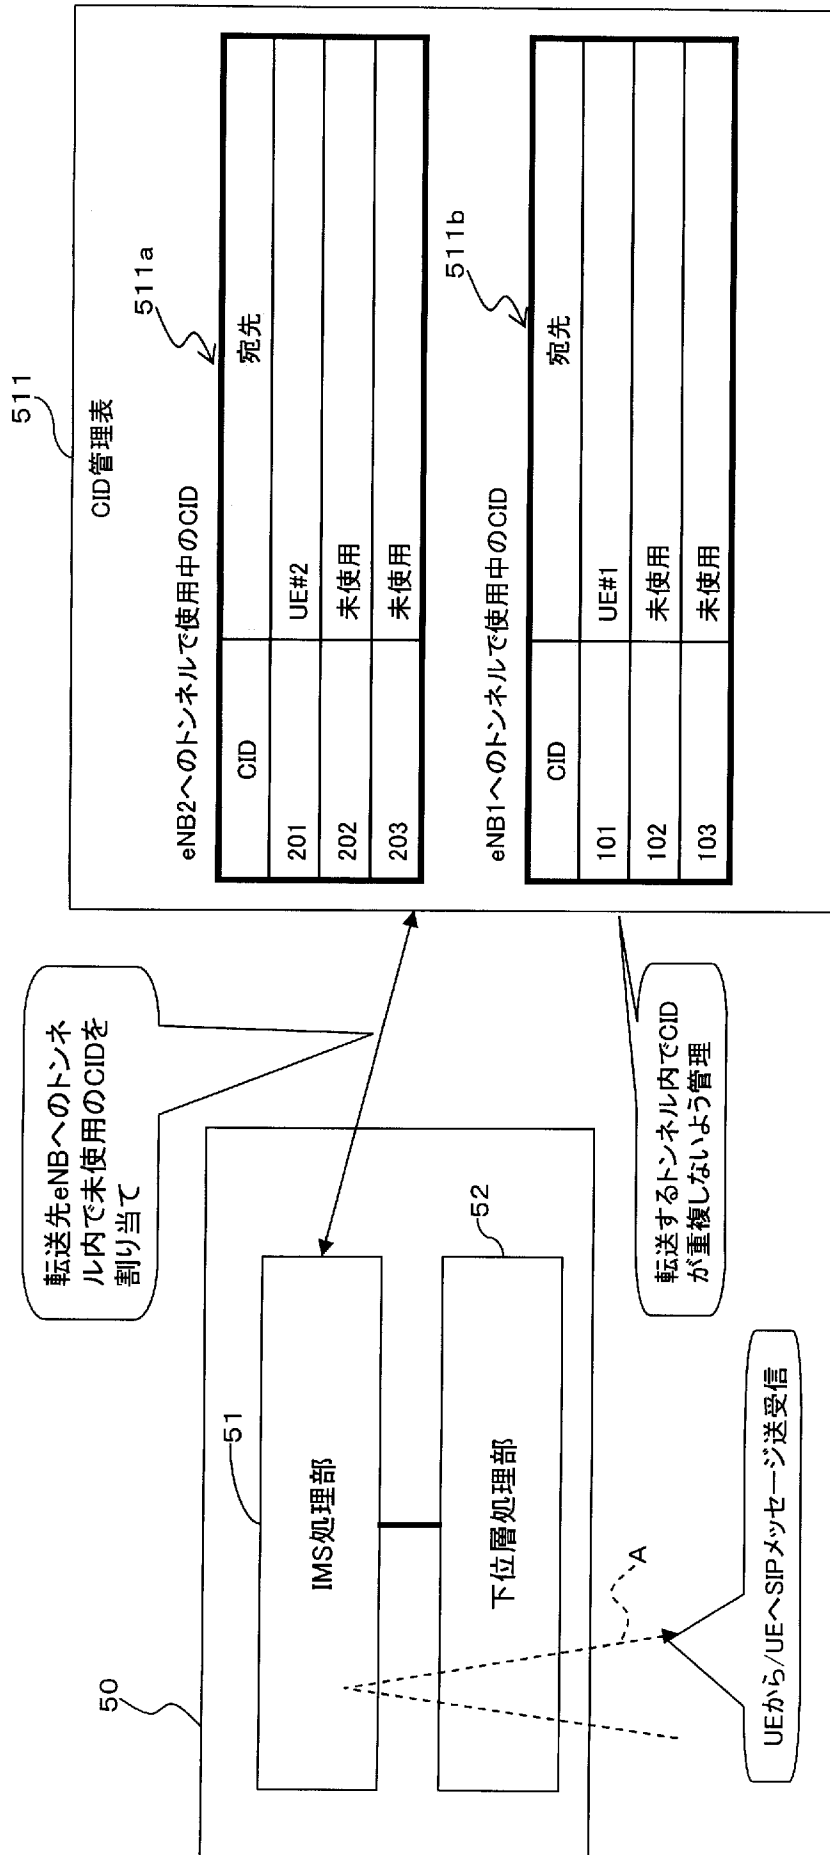 50
51
IMS処理部
52
下位層処理部
A
UEから/UEへSIPメッセージ送受信
転送先eNBへのトンネ
ル内で未使用のCIDを
割り当て
転送するトンネル内でCID
が重複しないよう管理
511
CID管理表
eNB2へのトンネルで使用中のCID
511a
CID 宛先
201 UE#2
202 未使用
203 未使用
eNB1へのトンネルで使用中のCID
511b
CID 宛先
101 UE#1
102 未使用
103 未使用